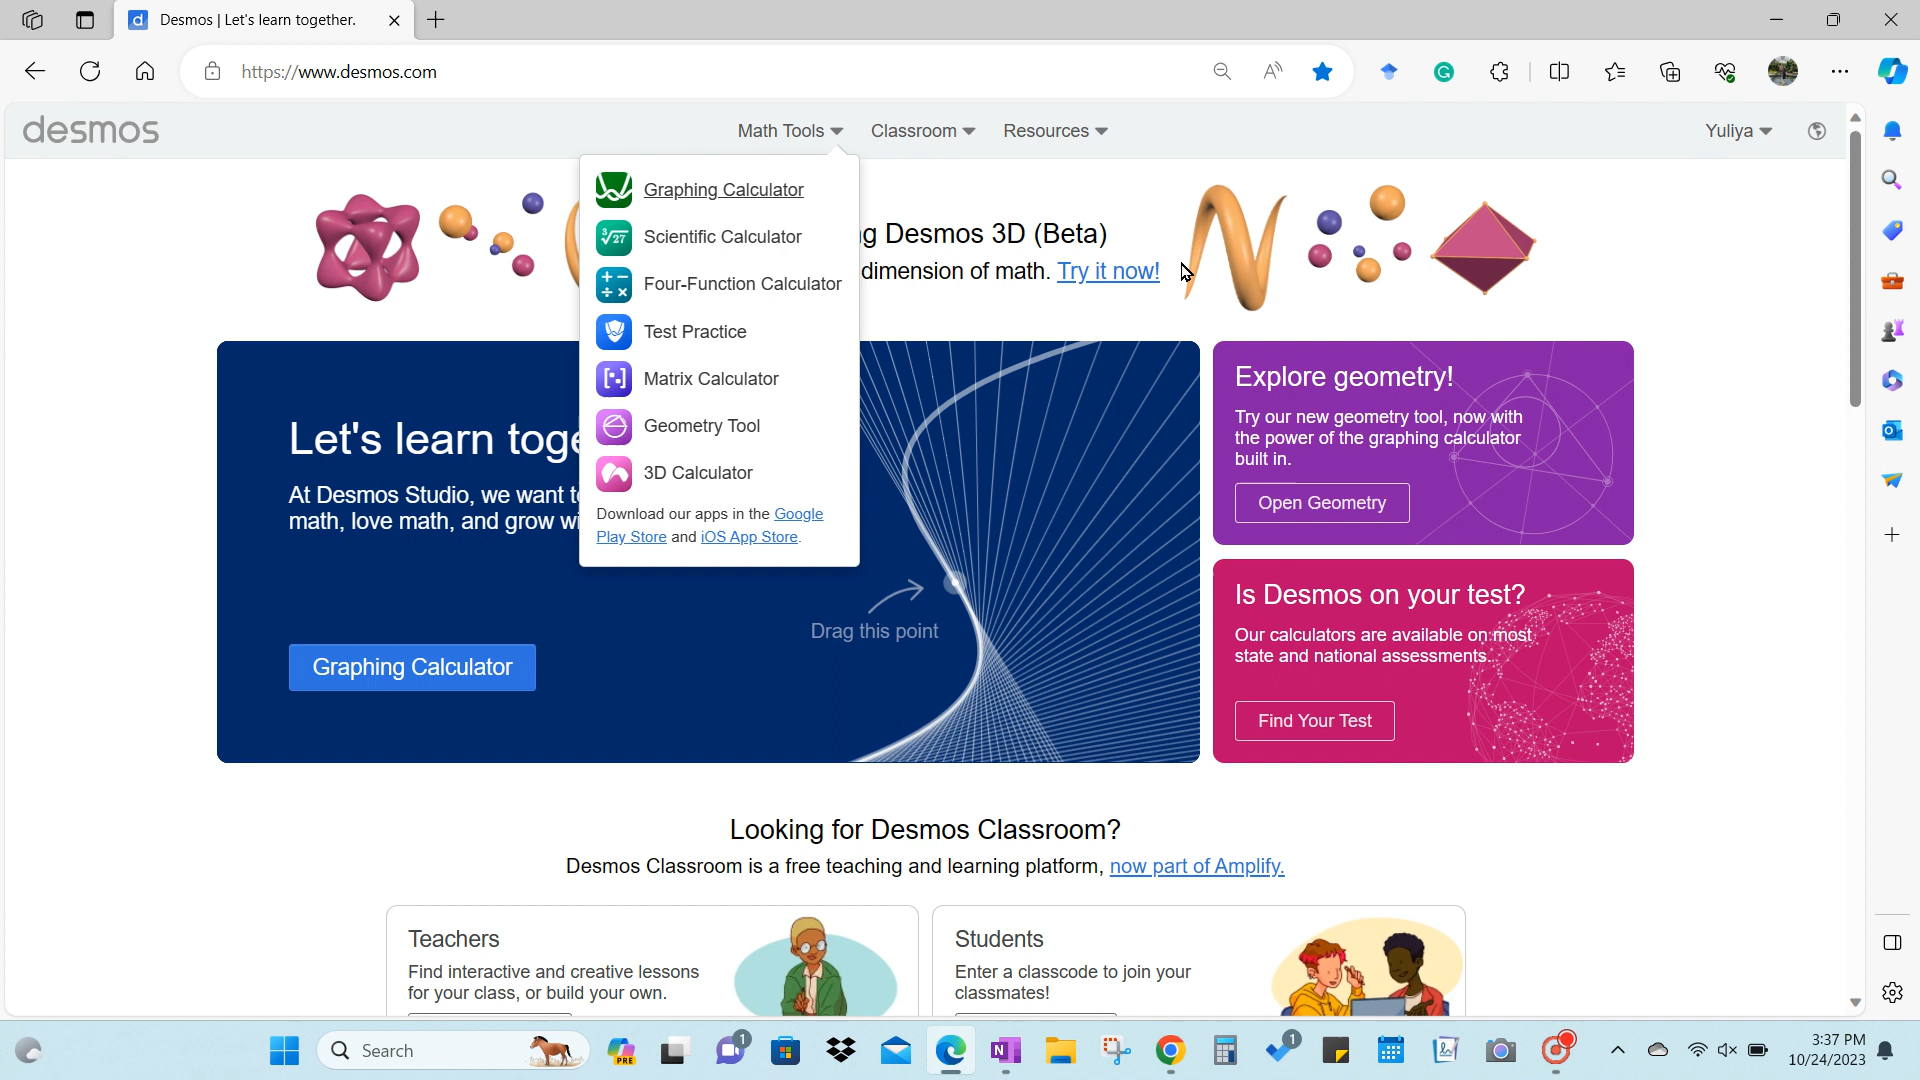 Desmos | Let's learn together.
https://www.desmos.com
desmos
Math Tools
Classroom
Resources
Yuliya
Graphing Calculator
Scientific Calculator
Four-Function Calculator
Test Practice
Matrix Calculator
Geometry Tool
3D Calculator
Download our apps in the Google
Play Store and iOS App Store.
g Desmos 3D (Beta)
dimension of math. Try it now!
Let's learn toge
At Desmos Studio, we want t
math, love math, and grow wi
Graphing Calculator
Drag this point
Explore geometry!
Try our new geometry tool, now with
the power of the graphing calculator
built in.
Open Geometry
Is Desmos on your test?
Our calculators are available on most
state and national assessments.
Find Your Test
Looking for Desmos Classroom?
Desmos Classroom is a free teaching and learning platform, now part of Amplify.
Teachers
Find interactive and creative lessons
for your class, or build your own.
Students
Enter a classcode to join your
classmates!
Search
PRE
1
1
3:37 PM
10/24/2023